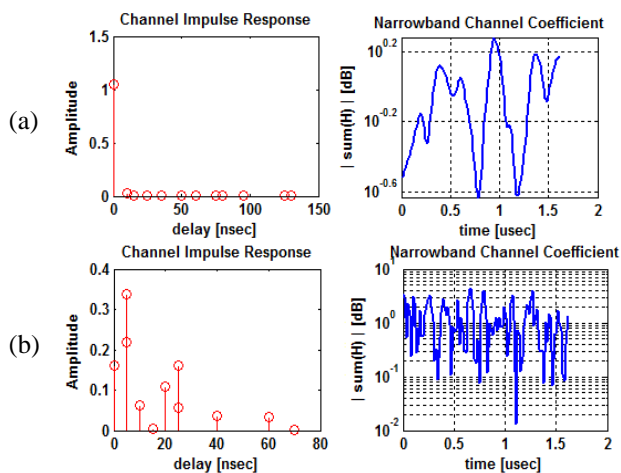 Channel Impulse Response
Narrowband Channel Coefficient
(a)
Amplitude
1.5
1
0.5
0
0 50 100 150
delay [nsec]
| sum(H) | [dB]
10^0.2
10^-0.2
10^-0.6
0 0.5 1 1.5 2
time [usec]
Channel Impulse Response
Narrowband Channel Coefficient
(b)
Amplitude
0.4
0.3
0.2
0.1
0
0 20 40 60 80
delay [nsec]
| sum(H) | [dB]
10^1
10^0
10^-1
10^-2
0 0.5 1 1.5 2
time [usec]